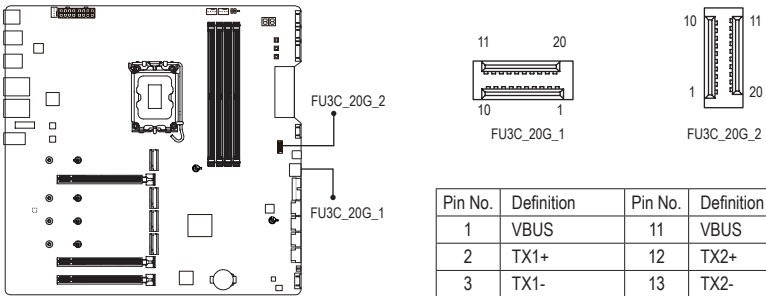 FU3C_20G_2
FU3C_20G_1
11 20
10 1
FU3C_20G_1
10 11
1 20
FU3C_20G_2
Pin No. Definition Pin No. Definition
1 VBUS 11 VBUS
2 TX1+ 12 TX2+
3 TX1- 13 TX2-